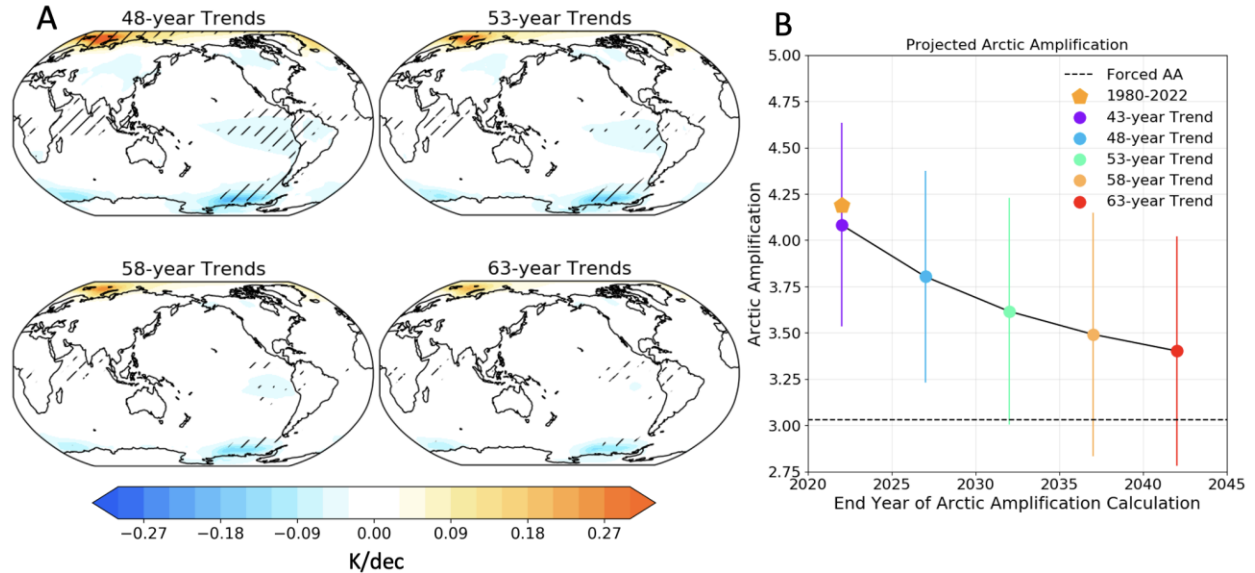 A
48-year Trends
53-year Trends
58-year Trends
63-year Trends
−0.27 −0.18 −0.09 0.00 0.09 0.18 0.27
K/dec
B
Projected Arctic Amplification
5.00
4.75
4.50
4.25
4.00
3.75
3.50
3.25
3.00
2.75
Arctic Amplification
Forced AA
1980-2022
43-year Trend
48-year Trend
53-year Trend
58-year Trend
63-year Trend
2020 2025 2030 2035 2040 2045
End Year of Arctic Amplification Calculation